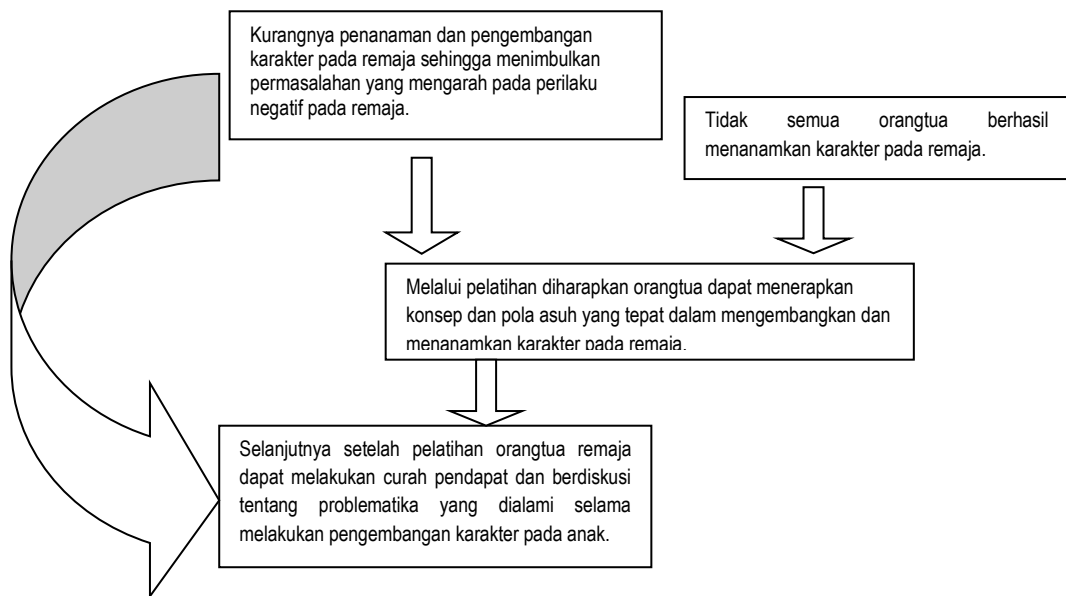 Kurangnya penanaman dan pengembangan
karakter pada remaja sehingga menimbulkan
permasalahan yang mengarah pada perilaku
negatif pada remaja.
Tidak semua orangtua berhasil
menanamkan karakter pada remaja.
Melalui pelatihan diharapkan orangtua dapat menerapkan
konsep dan pola asuh yang tepat dalam mengembangkan dan
menanamkan karakter pada remaja.
Selanjutnya setelah pelatihan orangtua remaja
dapat melakukan curah pendapat dan berdiskusi
tentang problematika yang dialami selama
melakukan pengembangan karakter pada anak.